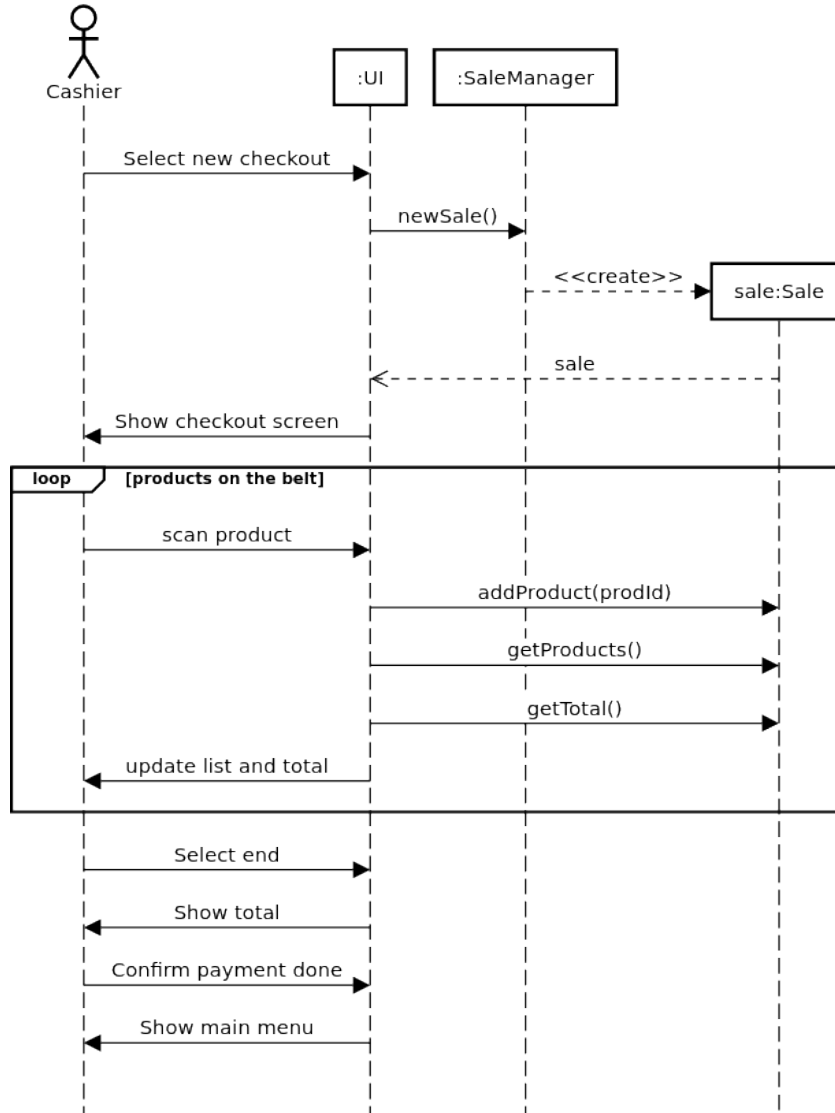 Cashier
:UI
:SaleManager
Select new checkout
newSale()
<<create>>
sale:Sale
sale
Show checkout screen
loop
[products on the belt]
scan product
addProduct(prodId)
getProducts()
getTotal()
update list and total
Select end
Show total
Confirm payment done
Show main menu